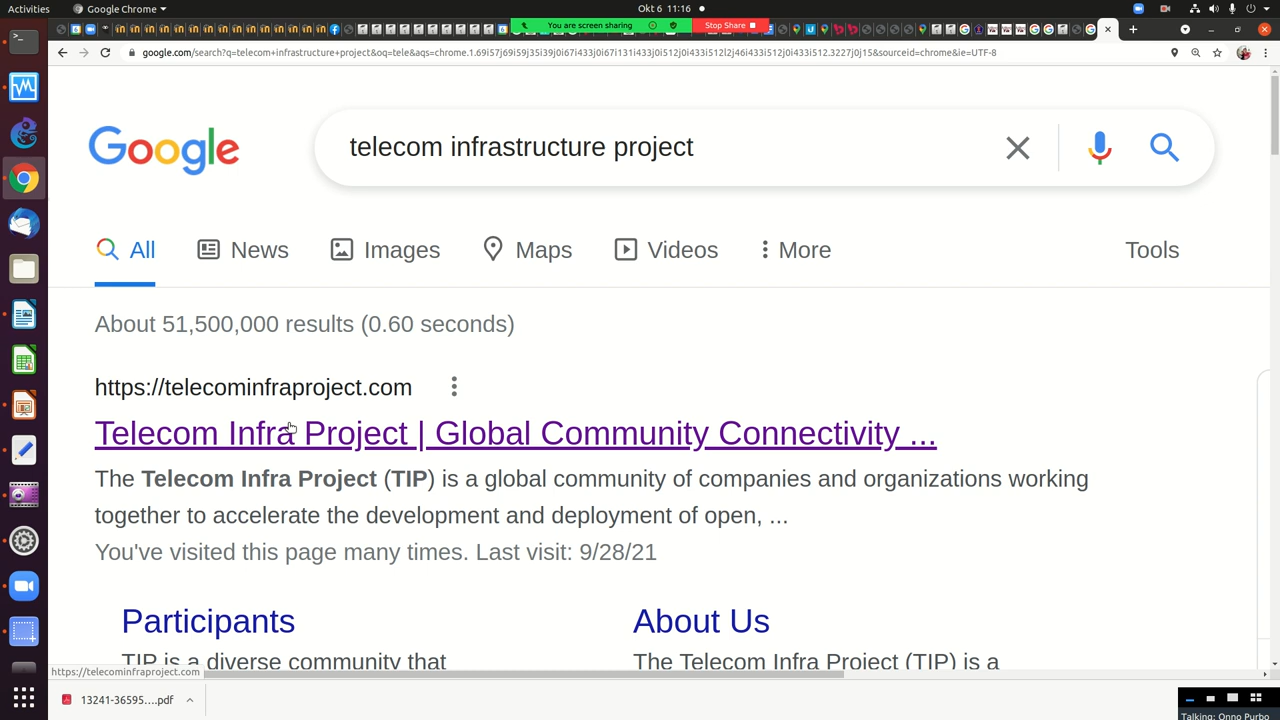 Activities
Google Chrome
Okt 6 11:16
You are screen sharing
Stop Share
google.com/search?q=telecom+infrastructure+project&oq=tele&aqs=chrome.1.69i57j69i59j35i39j0i67i433j0i67i131i433j0i512j0i433i512l2j46i433i512j0i433i512.3227j0j15&sourceid=chrome&ie=UTF-8
Google
telecom infrastructure project
All
News
Images
Maps
Videos
More
Tools
About 51,500,000 results (0.60 seconds)
https://telecominfraproject.com
Telecom Infra Project | Global Community Connectivity ...
The Telecom Infra Project (TIP) is a global community of companies and organizations working
together to accelerate the development and deployment of open, ...
You've visited this page many times. Last visit: 9/28/21
Participants
About Us
TIP is a diverse community that
The Telecom Infra Project (TIP) is a
https://telecominfraproject.com
13241-36595....pdf
Talking: Onno Purbo